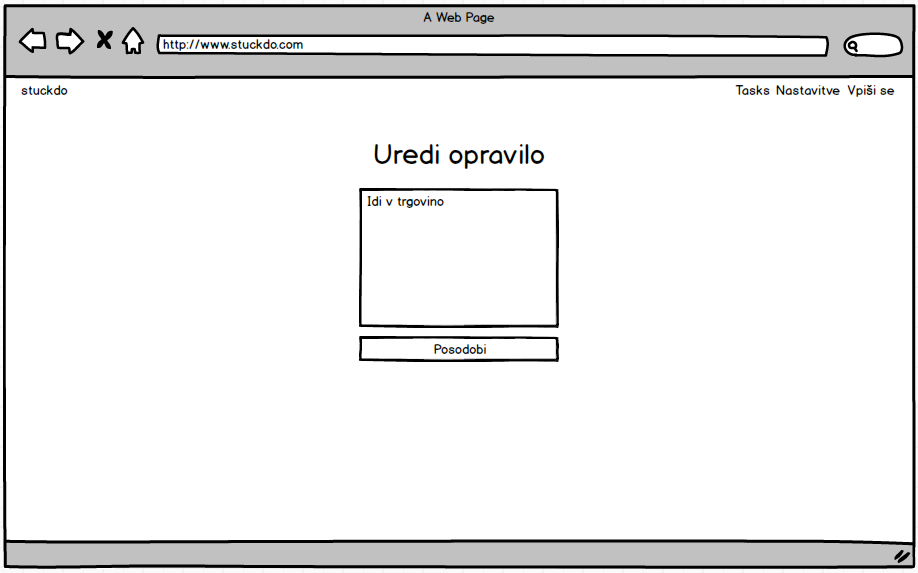 A Web Page
http://www.stuckdo.com
stuckdo
Tasks Nastavitve Vpiši se
Uredi opravilo
Idi v trgovino
Posodobi